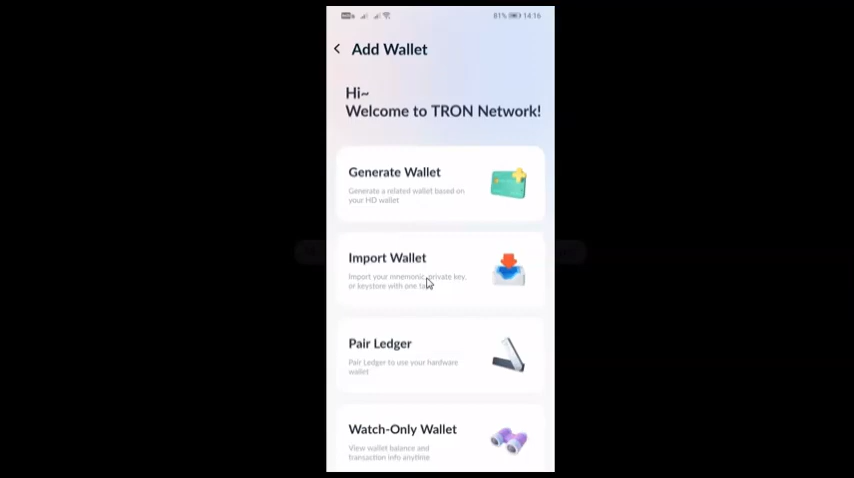 81% 14:16
Add Wallet
Hi~
Welcome to TRON Network!
Generate Wallet
Generate a related wallet based on
your HD wallet
Import Wallet
Import your mnemonic, private key,
or keystore with one
Pair Ledger
Pair Ledger to use your hardware
wallet
Watch-Only Wallet
View wallet balance and
transaction info anytime